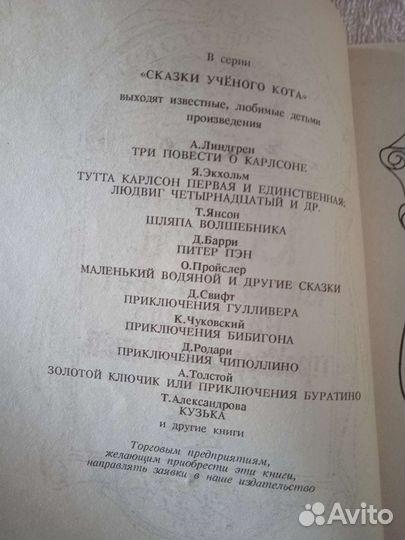 В серии
«СКАЗКИ УЧЁНОГО КОТА»
выходят известные, любимые детьми
произведения
А.Линдгрен
ТРИ ПОВЕСТИ О КАРЛСОНЕ
Я.Экхольм
ТУТТА КАРЛСОН ПЕРВАЯ И ЕДИНСТВЕННАЯ;
ЛЮДВИГ ЧЕТЫРНАДЦАТЫЙ И ДР.
Т.Янсон
ШЛЯПА ВОЛШЕБНИКА
Д.Барри
ПИТЕР ПЭН
О.Пройслер
МАЛЕНЬКИЙ ВОДЯНОЙ И ДРУГИЕ СКАЗКИ
Д.Свифт
ПРИКЛЮЧЕНИЯ ГУЛЛИВЕРА
К.Чуковский
ПРИКЛЮЧЕНИЯ БИБИГОНА
Д.Родари
ПРИКЛЮЧЕНИЯ ЧИПОЛЛИНО
А.Толстой
ЗОЛОТОЙ КЛЮЧИК ИЛИ ПРИКЛЮЧЕНИЯ БУРАТИНО
Т.Александрова
КУЗЬКА
и другие книги
Торговым предприятиям,
желающим приобрести эти книги,
направлять заявки в наше издательство
Avito